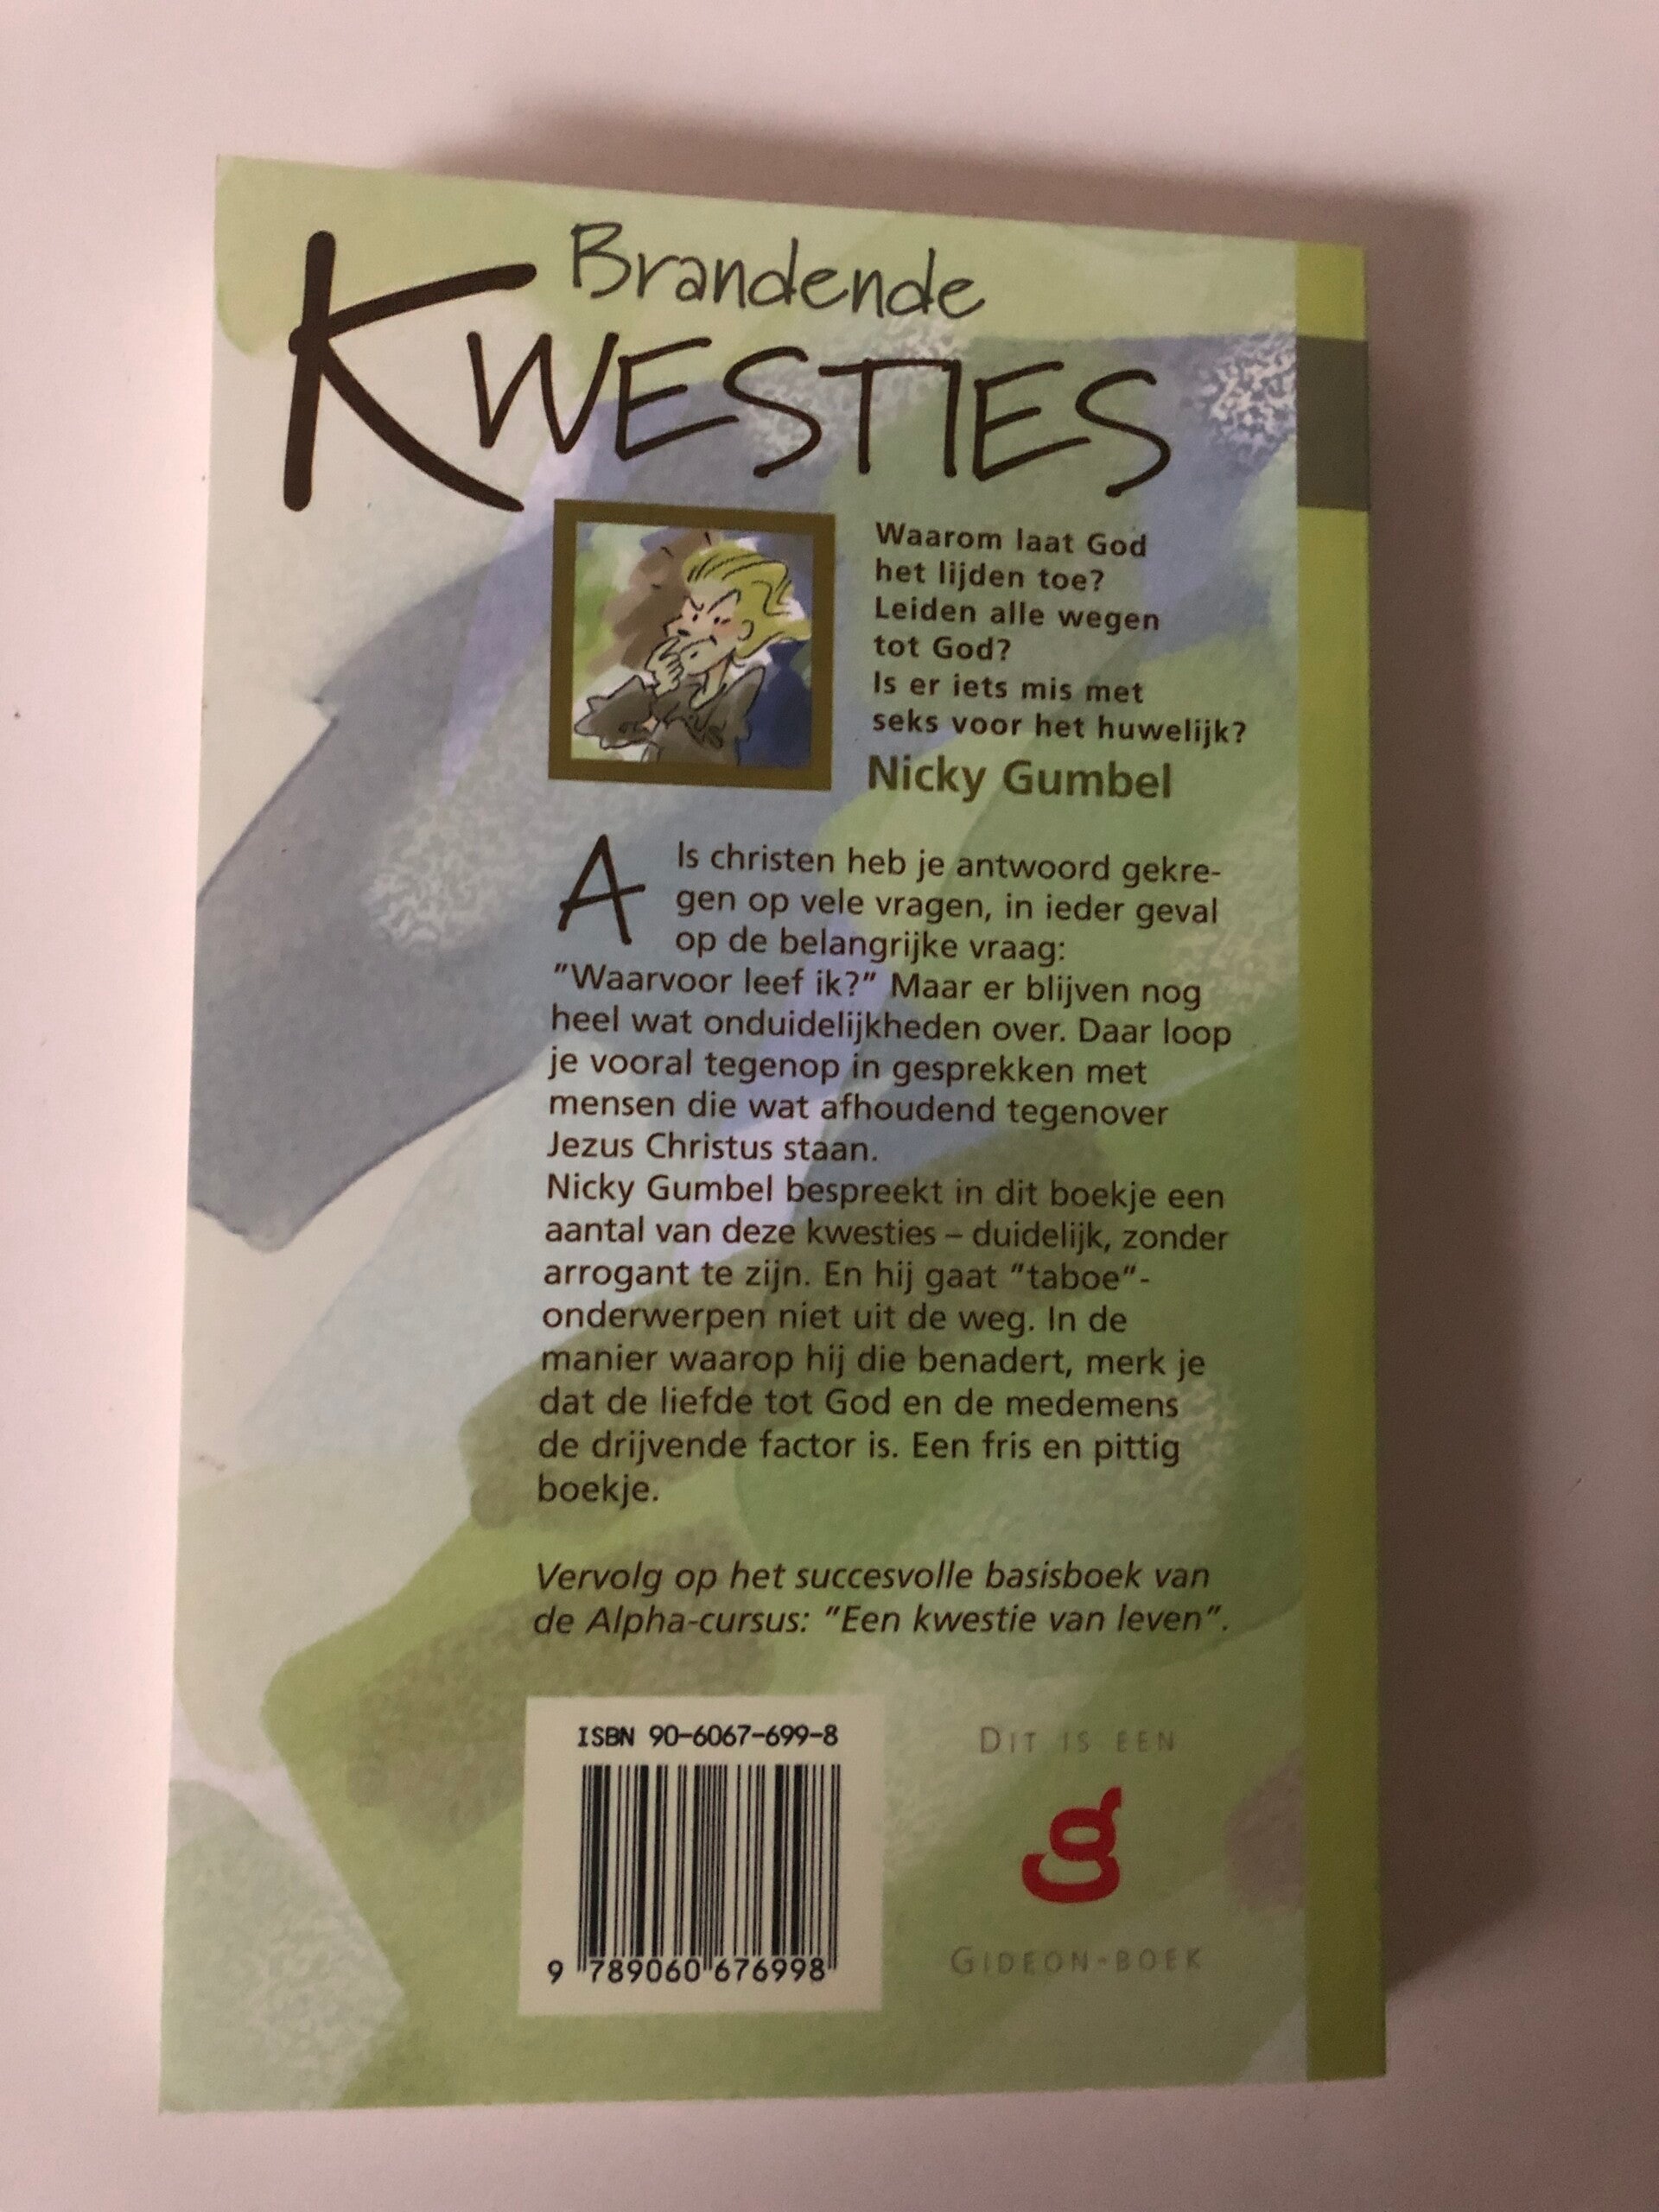 Brandende
KWESTIES
Waarom laat God
het lijden toe?
Leiden alle wegen
tot God?
Is er iets mis met
seks voor het huwelijk?
Nicky Gumbel
Als christen heb je antwoord gekre-
gen op vele vragen, in ieder geval
op de belangrijke vraag:
"Waarvoor leef ik?" Maar er blijven nog
heel wat onduidelijkheden over. Daar loop
je vooral tegenop in gesprekken met
mensen die wat afhoudend tegenover
Jezus Christus staan.
Nicky Gumbel bespreekt in dit boekje een
aantal van deze kwesties – duidelijk, zonder
arrogant te zijn. En hij gaat "taboe"-
onderwerpen niet uit de weg. In de
manier waarop hij die benadert, merk je
dat de liefde tot God en de medemens
de drijvende factor is. Een fris en pittig
boekje.
Vervolg op het succesvolle basisboek van
de Alpha-cursus: "Een kwestie van leven".
ISBN 90-6067-699-8
9 789060 676998
DIT IS EEN
g
GIDEON-BOEK